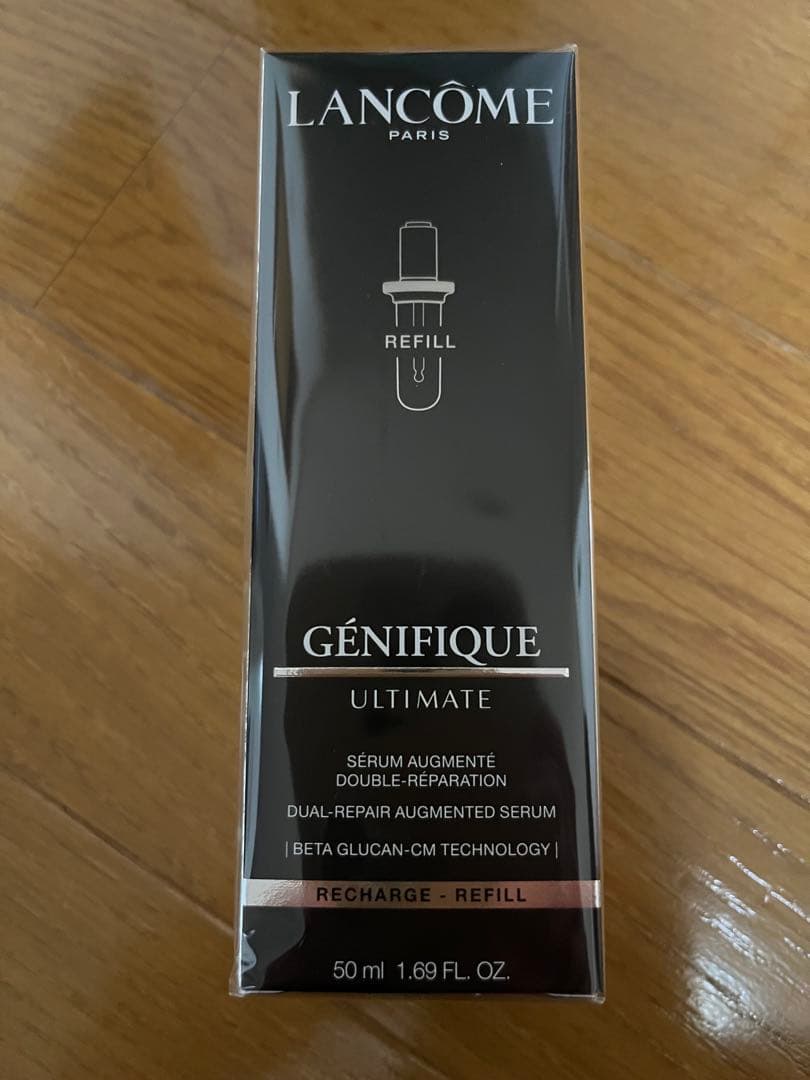 LANCÔME
PARIS
REFILL
GÉNIFIQUE
ULTIMATE
SÉRUM AUGMENTÉ
DOUBLE-RÉPARATION
DUAL-REPAIR AUGMENTED SERUM
| BETA GLUCAN-CM TECHNOLOGY |
RECHARGE - REFILL
50 ml 1.69 FL. OZ.